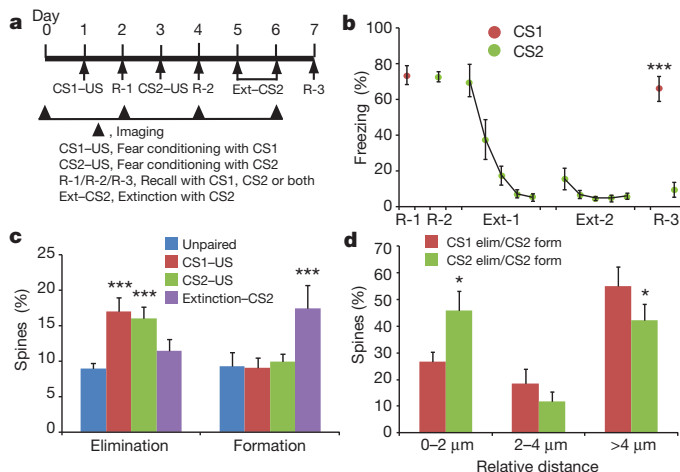 a
Day
0 1 2 3 4 5 6 7
CS1–US R-1 CS2–US R-2 Ext–CS2 R-3
▲, Imaging
CS1–US, Fear conditioning with CS1
CS2–US, Fear conditioning with CS2
R-1/R-2/R-3, Recall with CS1, CS2 or both
Ext–CS2, Extinction with CS2
b
CS1
CS2
***
Freezing (%)
100
80
60
40
20
0
R-1 R-2 Ext-1 Ext-2 R-3
c
Unpaired
CS1–US
CS2–US
Extinction–CS2
*** *** ***
Spines (%)
25
20
15
10
5
0
Elimination Formation
d
CS1 elim/CS2 form
CS2 elim/CS2 form
* *
Spines (%)
70
60
50
40
30
20
10
0
0–2 μm 2–4 μm >4 μm
Relative distance